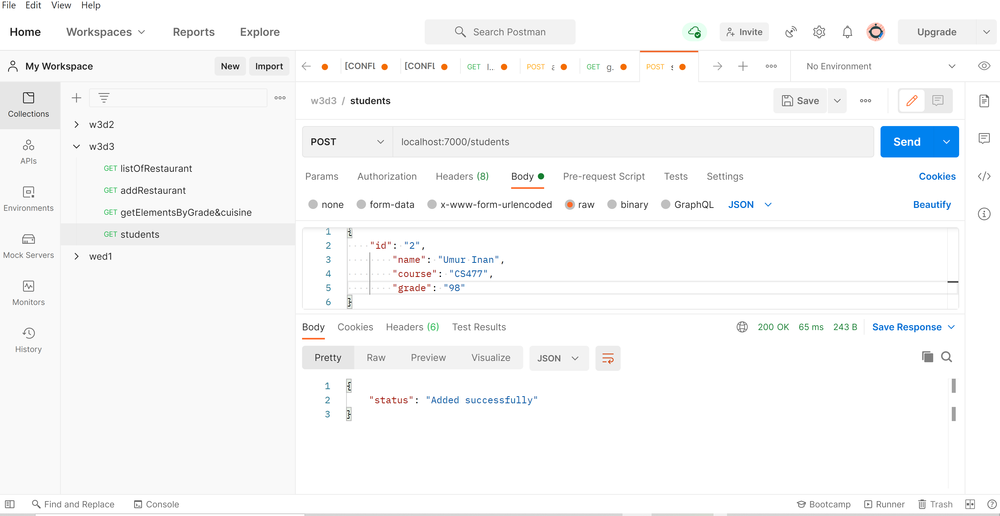 File Edit View Help
Home Workspaces Reports Explore Search Postman Invite Upgrade
My Workspace New Import [CONFL [CONFL GET l... POST a GET g. POST s No Environment
Collections
APIs
Environments
Mock Servers
Monitors
History
w3d2
w3d3
GET listOfRestaurant
GET addRestaurant
GET getElementsByGrade&cuisine
GET students
wed1
w3d3 / students Save
POST localhost:7000/students Send
Params Authorization Headers (8) Body Pre-request Script Tests Settings Cookies
none form-data x-www-form-urlencoded raw binary GraphQL JSON Beautify
1 {
2 "id": "2",
3 "name": "Umur Inan",
4 "course": "CS477",
5 "grade": "98"
6 }
Body Cookies Headers (6) Test Results 200 OK 65 ms 243 B Save Response
Pretty Raw Preview Visualize JSON
1 {
2 "status": "Added successfully"
3 }
Find and Replace Console Bootcamp Runner Trash